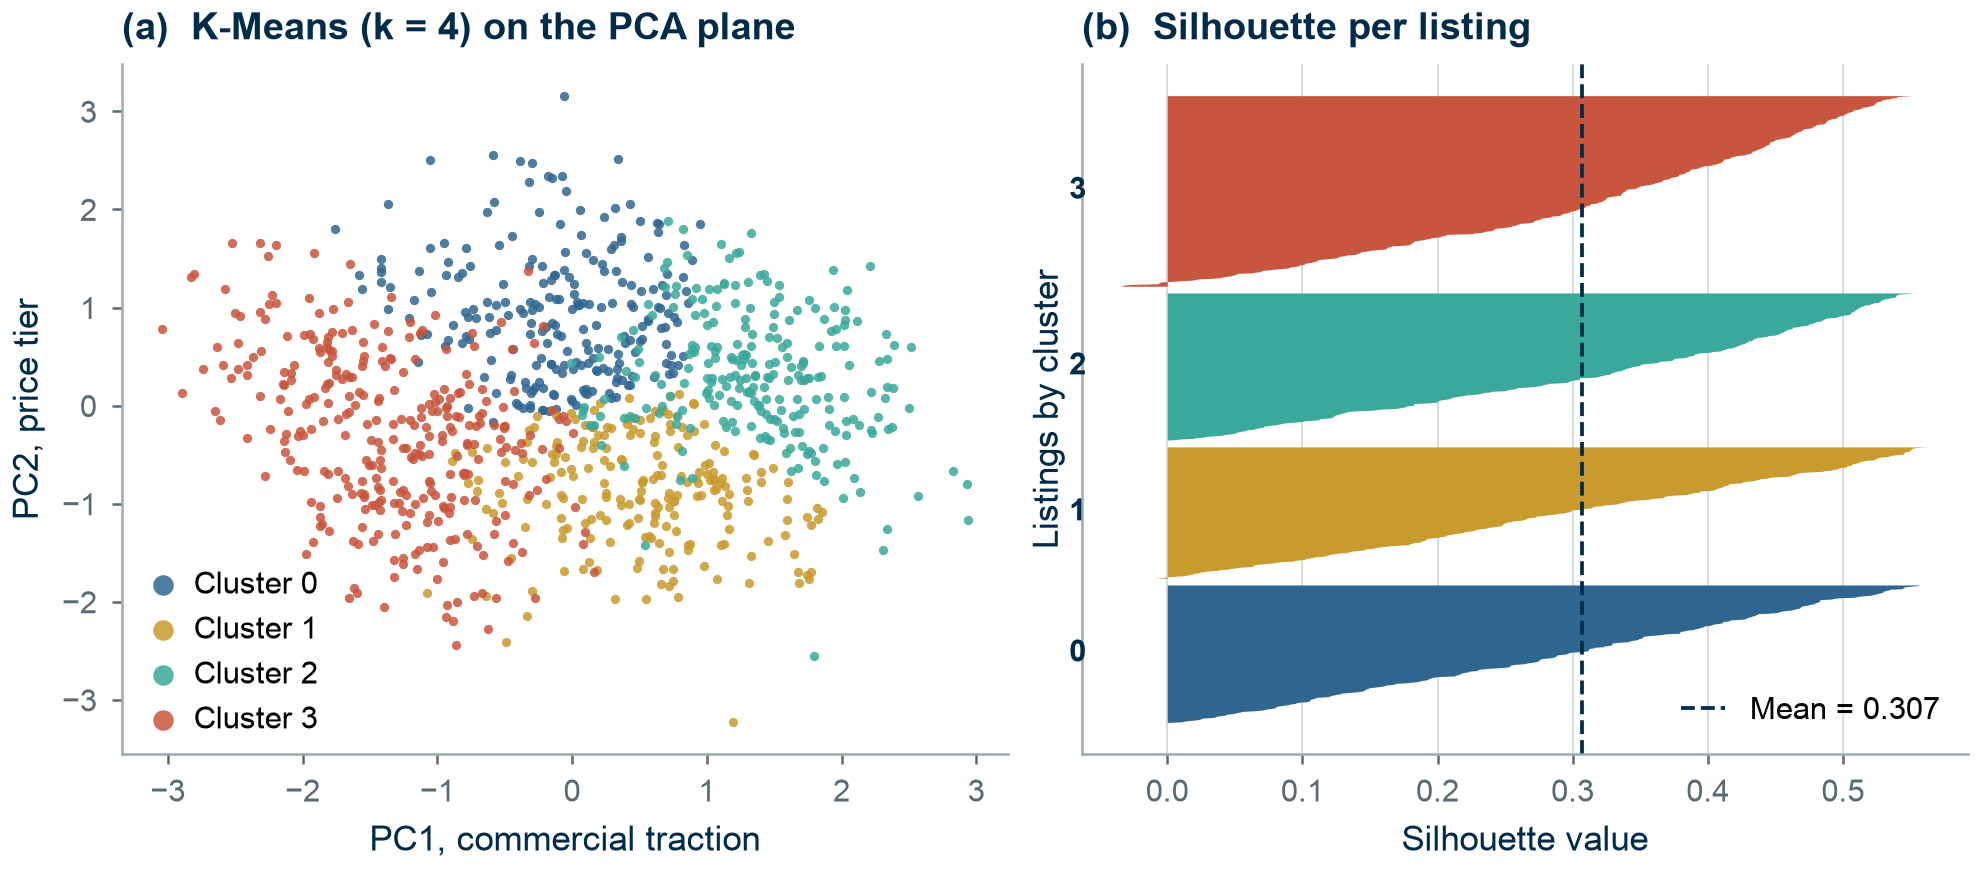 (a)  K-Means (k = 4) on the PCA plane
PC2, price tier
3
2
1
0
−1
−2
−3
Cluster 0
Cluster 1
Cluster 2
Cluster 3
−3 −2 −1 0 1 2 3
PC1, commercial traction
(b)  Silhouette per listing
Listings by cluster
3
2
1
0
Mean = 0.307
0.0 0.1 0.2 0.3 0.4 0.5
Silhouette value